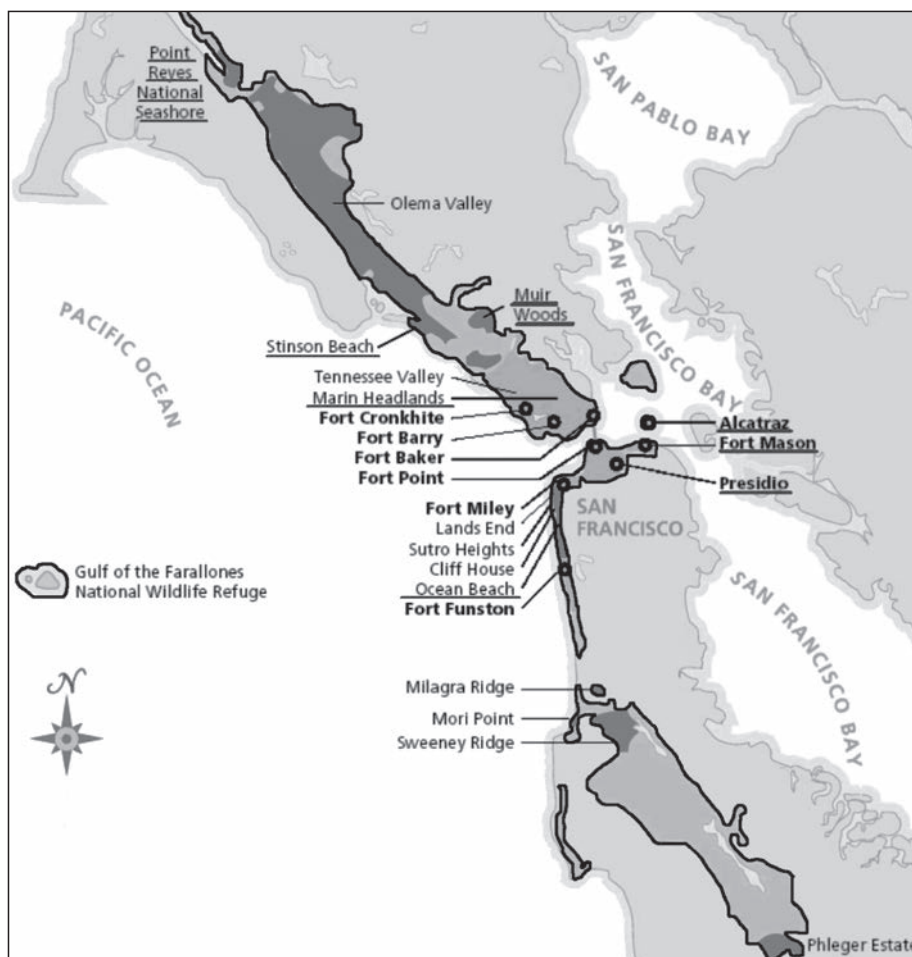 Point
Reyes
National
Seashore
SAN PABLO BAY
Olema Valley
SAN FRANCISCO BAY
Muir
Woods
PACIFIC OCEAN
Stinson Beach
Tennessee Valley
Marin Headlands
Fort Cronkhite
Fort Barry
Fort Baker
Fort Point
Alcatraz
Fort Mason
Presidio
Fort Miley
Lands End
Sutro Heights
Cliff House
Ocean Beach
Fort Funston
SAN
FRANCISCO
Gulf of the Farallones
National Wildlife Refuge
SAN FRANCISCO BAY
N
Milagra Ridge
Mori Point
Sweeney Ridge
Phleger Estate